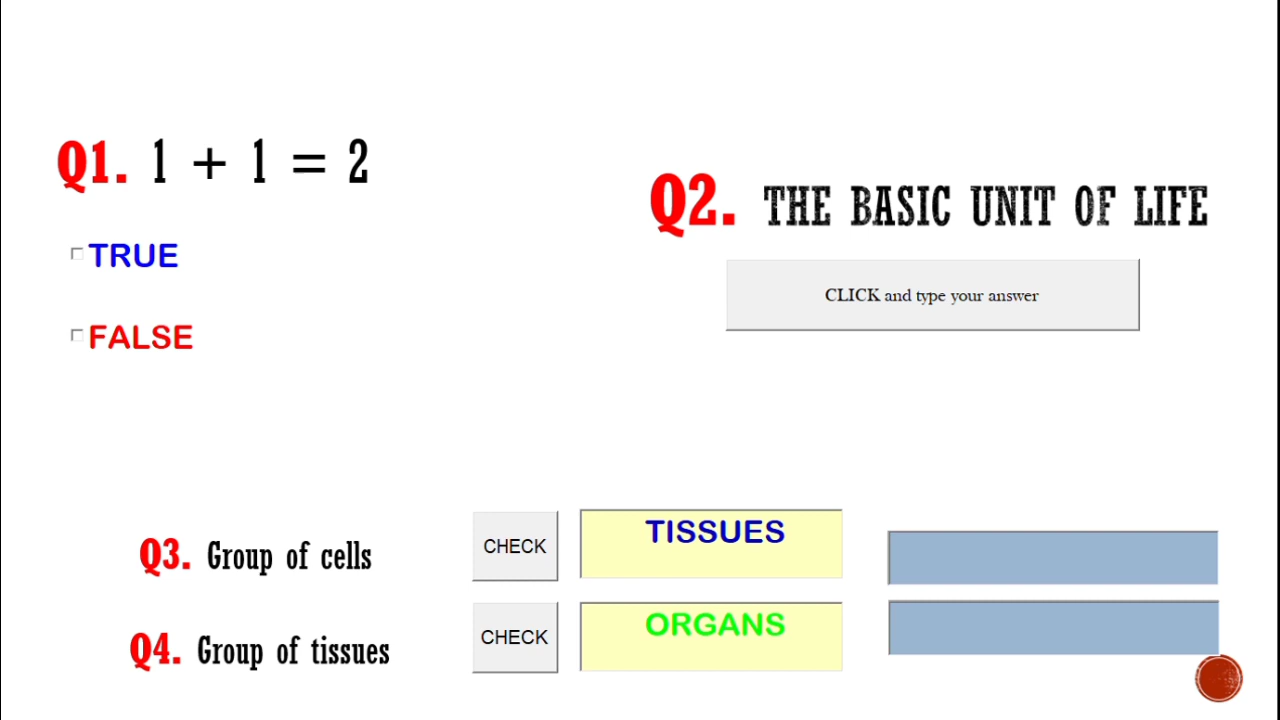 Q1. 1 + 1 = 2
TRUE
FALSE
Q2. THE BASIC UNIT OF LIFE
CLICK and type your answer
Q3. Group of cells
CHECK
TISSUES
Q4. Group of tissues
CHECK
ORGANS